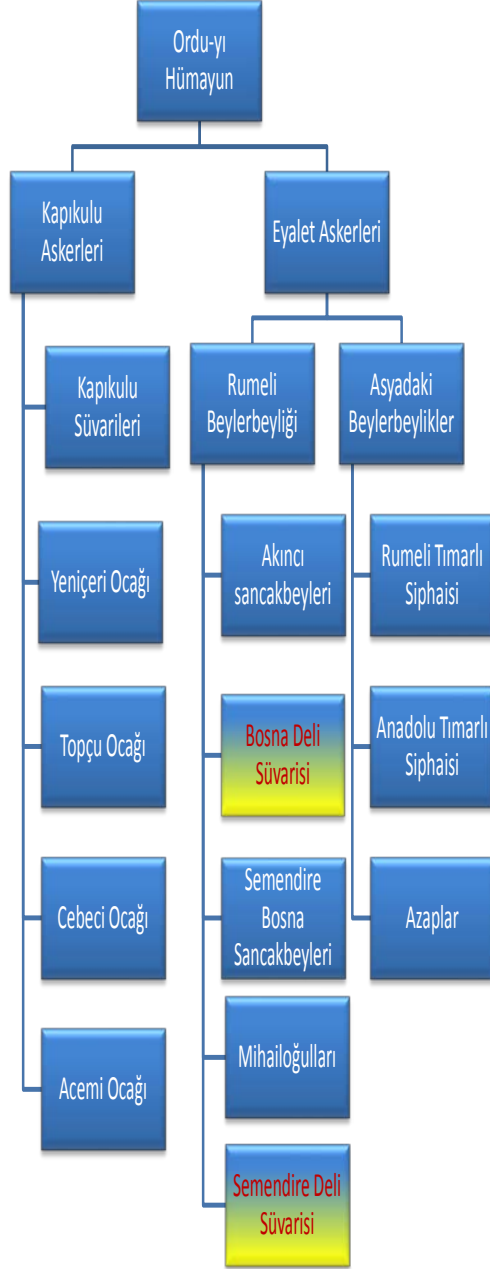 Ordu-yı
Hümayun
Kapıkulu
Askerleri
Eyalet Askerleri
Kapıkulu
Süvarileri
Yeniçeri Ocağı
Topçu Ocağı
Cebeci Ocağı
Acemi Ocağı
Rumeli
Beylerbeyliği
Asyadaki
Beylerbeylikler
Akıncı
sancakbeyleri
Bosna Deli
Süvarisi
Semendire
Bosna
Sancakbeyleri
Mihailoğulları
Semendire Deli
Süvarisi
Rumeli Tımarlı
Siphaisi
Anadolu Tımarlı
Siphaisi
Azaplar